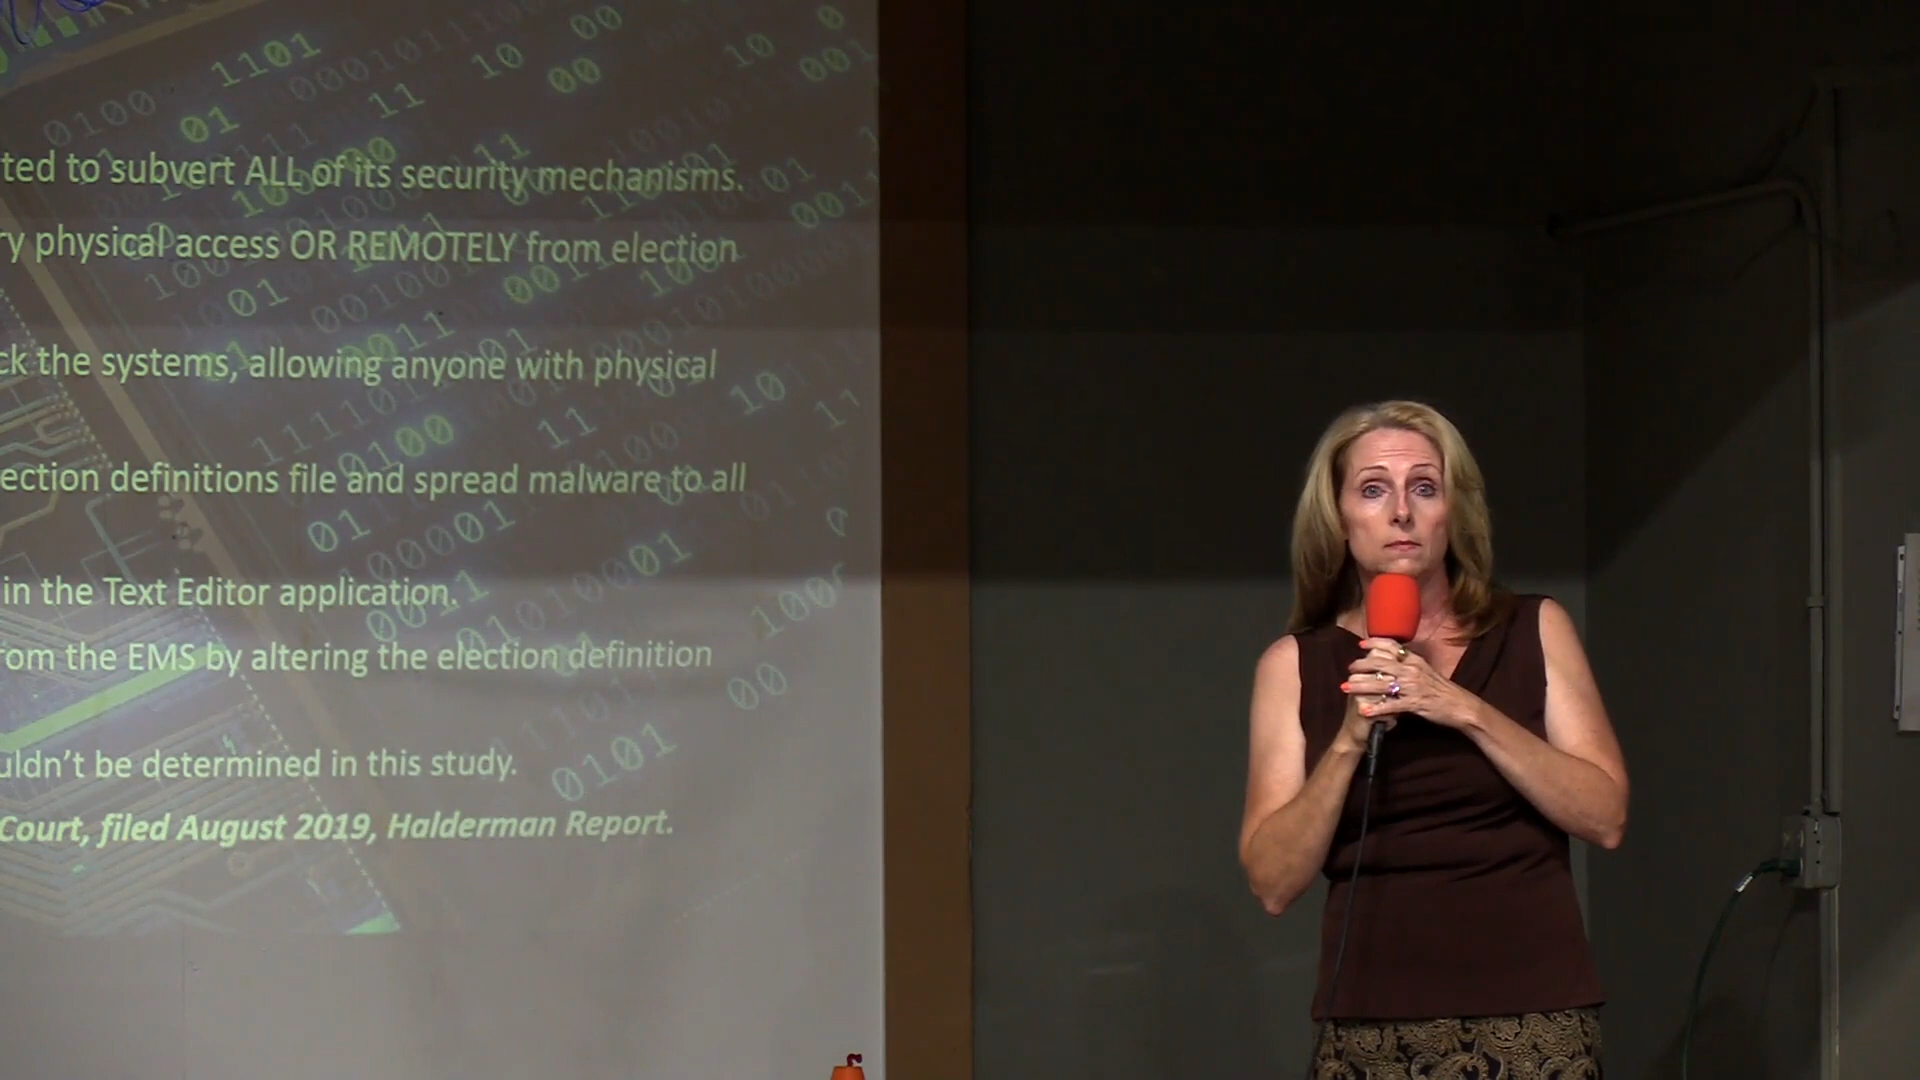 ted to subvert ALL of its security mechanisms.
ry physical access OR REMOTELY from election
ck the systems, allowing anyone with physical
ection definitions file and spread malware to all
in the Text Editor application.
rom the EMS by altering the election definition
uldn't be determined in this study.
Court, filed August 2019, Halderman Report.